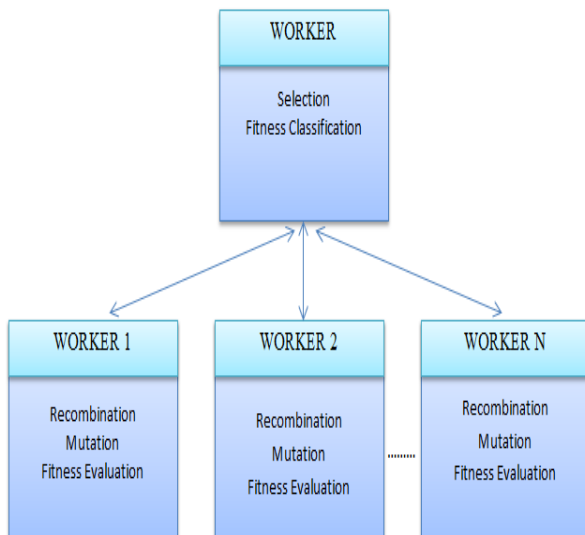 WORKER
Selection
Fitness Classification
WORKER 1
Recombination
Mutation
Fitness Evaluation
WORKER 2
Recombination
Mutation
Fitness Evaluation
.........
WORKER N
Recombination
Mutation
Fitness Evaluation